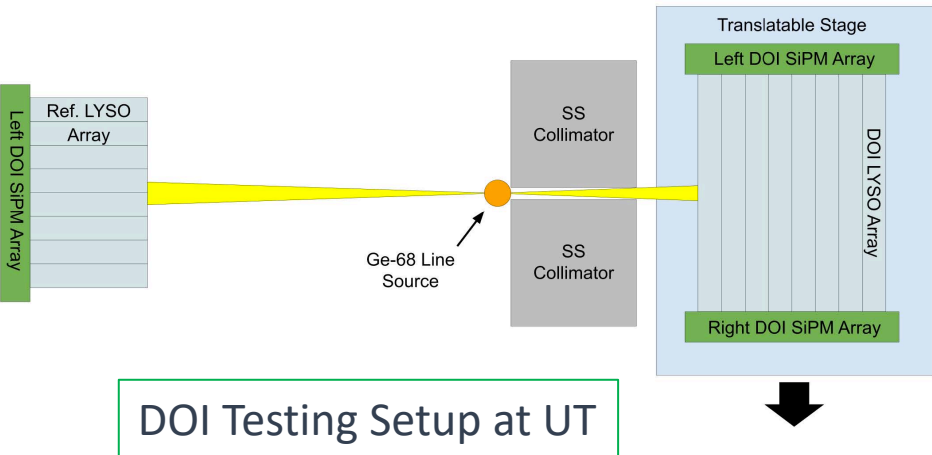 Translatable Stage
Left DOI SiPM Array
Ref. LYSO
Array
Left DOI SiPM Array
SS
Collimator
DOI LYSO Array
Ge-68 Line
Source
SS
Collimator
Right DOI SiPM Array
DOI Testing Setup at UT